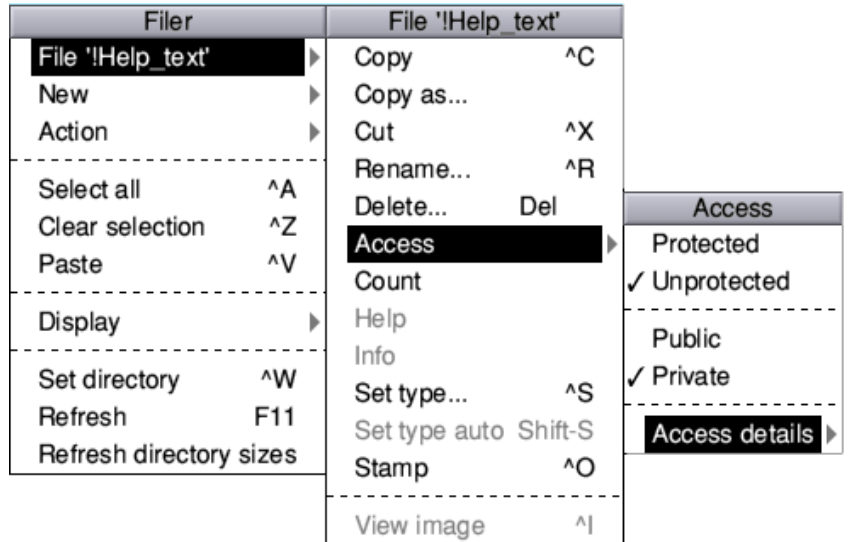 Filer
File '!Help_text'
New
Action
Select all ^A
Clear selection ^Z
Paste ^V
Display
Set directory ^W
Refresh F11
Refresh directory sizes
File '!Help_text'
Copy ^C
Copy as...
Cut ^X
Rename... ^R
Delete... Del
Access
Count
Help
Info
Set type... ^S
Set type auto Shift-S
Stamp ^O
View image ^I
Access
Protected
✓ Unprotected
Public
✓ Private
Access details